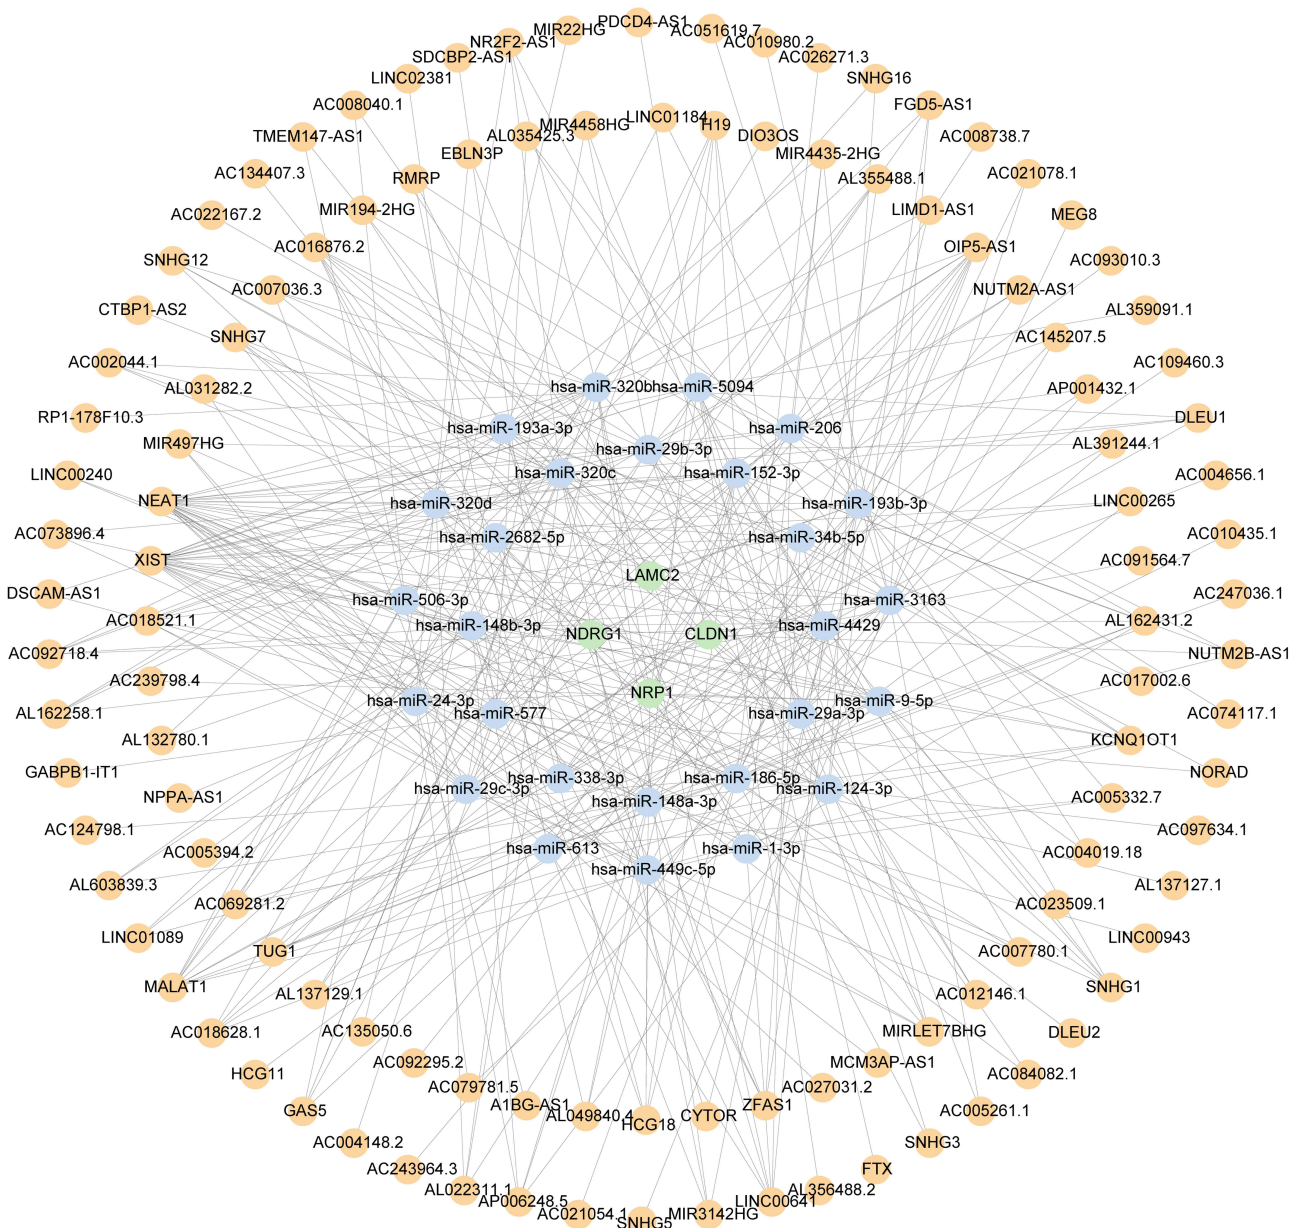 PDCD4-AS1
MIR22HG
AC051619.7
NR2F2-AS1
AC010980.2
SDCBP2-AS1
AC026271.3
LINC02381
SNHG16
AC008040.1
FGD5-AS1
LINC01184
MIR4458HG
H19
TMEM147-AS1
AL035425.3
DIO3OS
AC008738.7
EBLN3P
MIR4435-2HG
AC134407.3
RMRP
AL355488.1
AC021078.1
AC022167.2
MIR194-2HG
LIMD1-AS1
MEG8
SNHG12
AC016876.2
OIP5-AS1
AC093010.3
AC007036.3
NUTM2A-AS1
CTBP1-AS2
AL359091.1
SNHG7
AC145207.5
AC002044.1
AC109460.3
AL031282.2
hsa-miR-320b
hsa-miR-5094
AP001432.1
RP1-178F10.3
DLEU1
hsa-miR-193a-3p
hsa-miR-206
MIR497HG
hsa-miR-29b-3p
AL391244.1
LINC00240
hsa-miR-320c
hsa-miR-152-3p
AC004656.1
NEAT1
hsa-miR-320d
hsa-miR-193b-3p
LINC00265
AC073896.4
hsa-miR-2682-5p
hsa-miR-34b-5p
AC010435.1
XIST
AC091564.7
LAMC2
DSCAM-AS1
hsa-miR-506-3p
hsa-miR-3163
AC247036.1
AC018521.1
hsa-miR-148b-3p
hsa-miR-4429
AL162431.2
NDRG1
CLDN1
AC092718.4
NUTM2B-AS1
AC239798.4
AC017002.6
NRP1
hsa-miR-24-3p
hsa-miR-9-5p
AL162258.1
hsa-miR-577
hsa-miR-29a-3p
AC074117.1
AL132780.1
KCNQ1OT1
GABPB1-IT1
NORAD
hsa-miR-338-3p
hsa-miR-186-5p
hsa-miR-29c-3p
hsa-miR-124-3p
NPPA-AS1
hsa-miR-148a-3p
AC005332.7
AC124798.1
AC097634.1
AC005394.2
hsa-miR-613
hsa-miR-1-3p
AC004019.18
hsa-miR-449c-5p
AL603839.3
AL137127.1
AC069281.2
AC023509.1
LINC01089
LINC00943
TUG1
AC007780.1
MALAT1
SNHG1
AL137129.1
AC012146.1
AC018628.1
AC135050.6
MIRLET7BHG
DLEU2
AC092295.2
MCM3AP-AS1
HCG11
AC084082.1
AC079781.5
AC027031.2
GAS5
A1BG-AS1
AL049840.4
HCG18
CYTOR
ZFAS1
AC005261.1
AC004148.2
SNHG3
AC243964.3
FTX
AL022311.1
AL356488.2
AP006248.5
LINC00641
AC021054.1
SNHG5
MIR3142HG